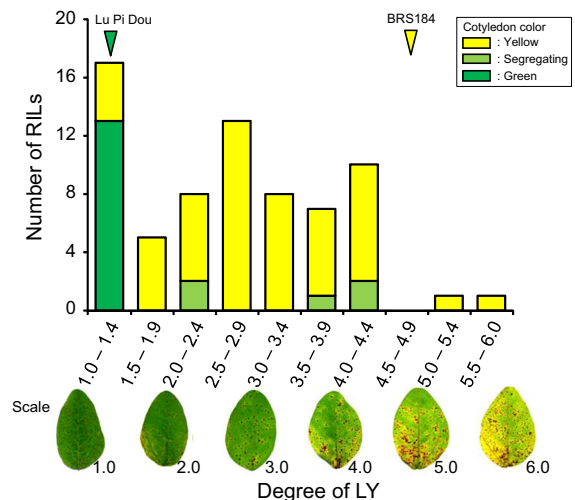 Lu Pi Dou
BRS184
Cotyledon color
: Yellow
: Segregating
: Green
Number of RILs
20
16
12
8
4
0
1.0 – 1.4
1.5 – 1.9
2.0 – 2.4
2.5 – 2.9
3.0 – 3.4
3.5 – 3.9
4.0 – 4.4
4.5 – 4.9
5.0 – 5.4
5.5 – 6.0
Scale
1.0
2.0
3.0
4.0
5.0
6.0
Degree of LY